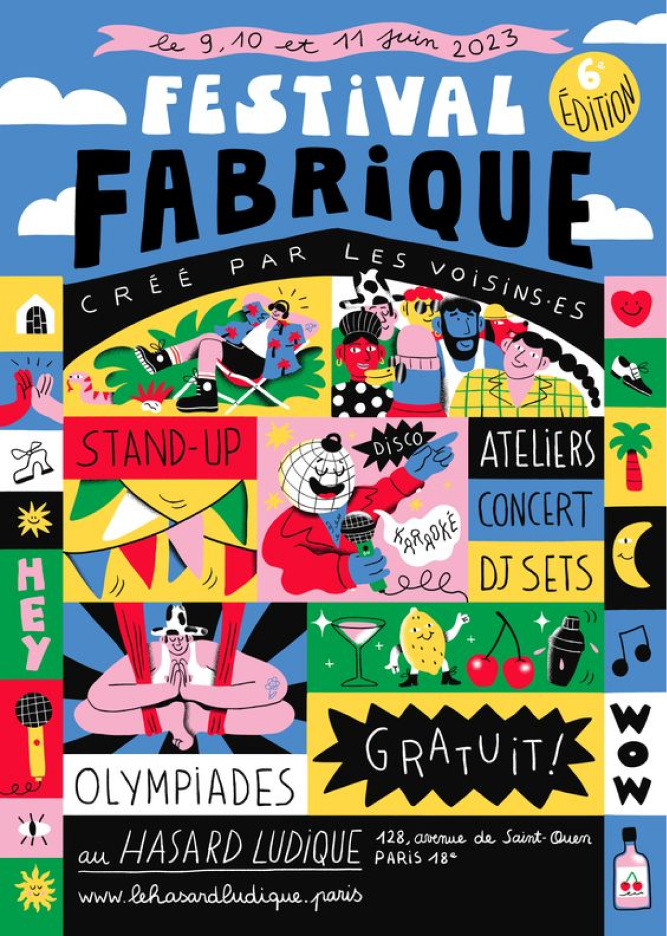 le 9, 10 et 11 juin 2023
FESTIVAL
6e
ÉDITION
FABRIQUE
CRÉÉ PAR LES VOISINS·ES
STAND-UP
DISCO
ATELIERS
KARAOKÉ
CONCERT
DJ SETS
HEY
OLYMPIADES
GRATUIT!
WOW
au HASARD LUDIQUE
128, avenue de Saint-Ouen
PARIS 18e
www.lehasardludique.paris